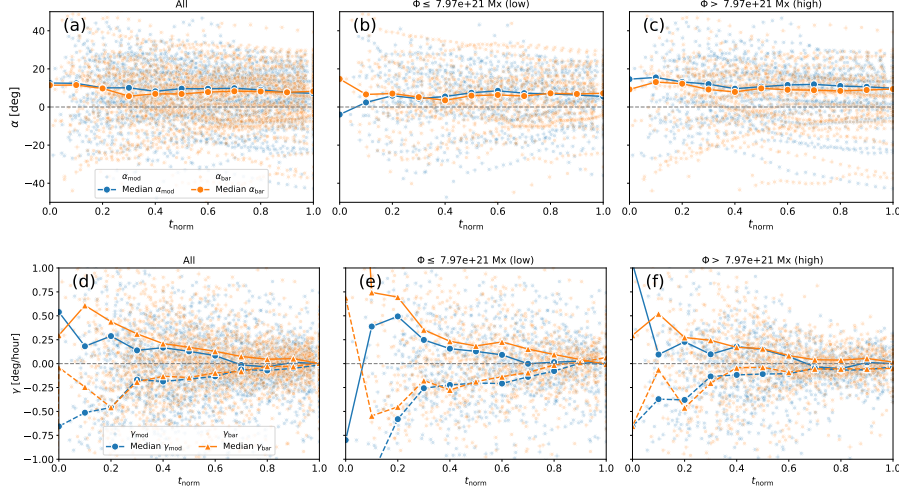 All
Φ ≤ 7.97e+21 Mx (low)
Φ > 7.97e+21 Mx (high)
(a)
(b)
(c)
40
20
0
−20
−40
α [deg]
α_mod
Median α_mod
α_bar
Median α_bar
0.0 0.2 0.4 0.6 0.8 1.0
0.0 0.2 0.4 0.6 0.8 1.0
0.0 0.2 0.4 0.6 0.8 1.0
t_norm
t_norm
t_norm
All
Φ ≤ 7.97e+21 Mx (low)
Φ > 7.97e+21 Mx (high)
(d)
(e)
(f)
1.00
0.75
0.50
0.25
0.00
−0.25
−0.50
−0.75
−1.00
γ [deg/hour]
γ_mod
Median γ_mod
γ_bar
Median γ_bar
0.0 0.2 0.4 0.6 0.8 1.0
0.0 0.2 0.4 0.6 0.8 1.0
0.0 0.2 0.4 0.6 0.8 1.0
t_norm
t_norm
t_norm